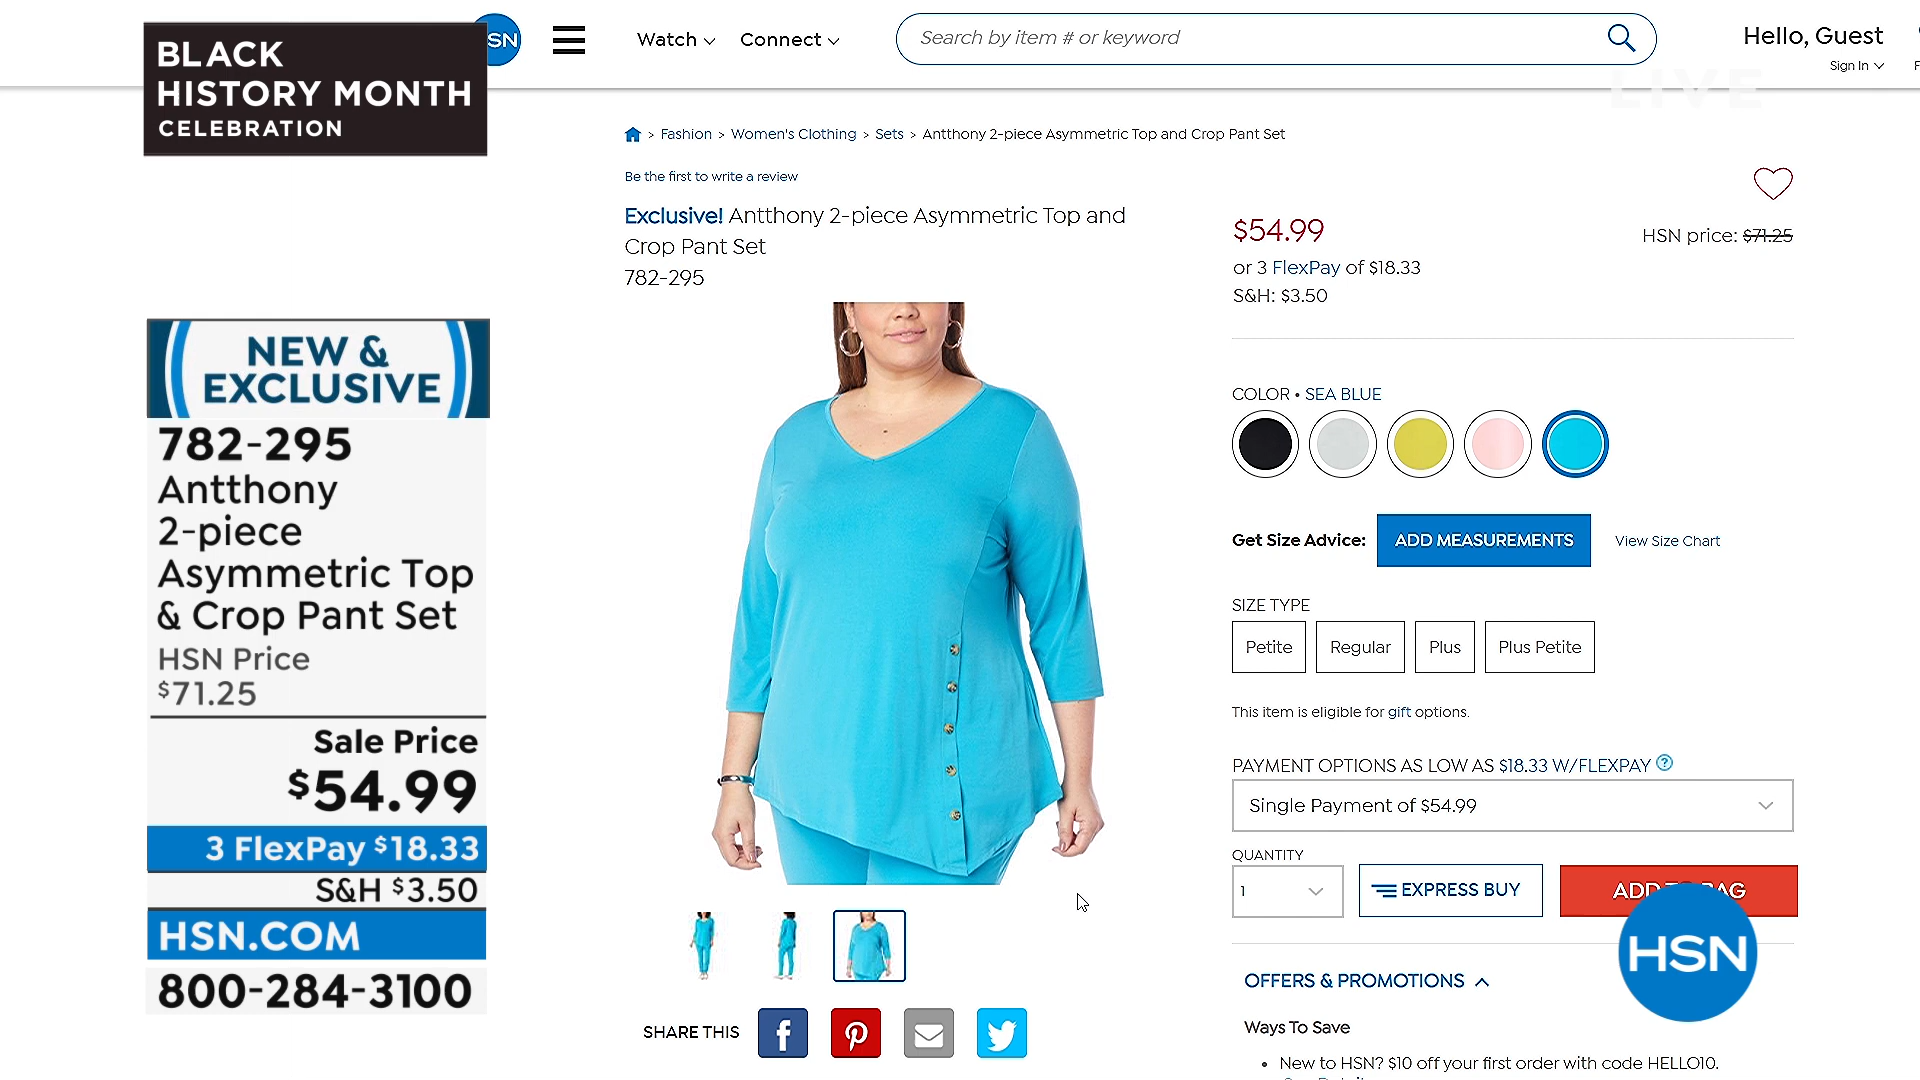 BLACK
HISTORY MONTH
CELEBRATION
HSN
Watch
Connect
Search by item # or keyword
Hello, Guest
Sign In
LIVE
> Fashion > Women's Clothing > Sets > Antthony 2-piece Asymmetric Top and Crop Pant Set
Be the first to write a review
Exclusive! Antthony 2-piece Asymmetric Top and
Crop Pant Set
782-295
$54.99
HSN price: $71.25
or 3 FlexPay of $18.33
S&H: $3.50
NEW &
EXCLUSIVE
782-295
Antthony
2-piece
Asymmetric Top
& Crop Pant Set
HSN Price
$71.25
Sale Price
$54.99
3 FlexPay $18.33
S&H $3.50
HSN.COM
800-284-3100
COLOR • SEA BLUE
Get Size Advice:
ADD MEASUREMENTS
View Size Chart
SIZE TYPE
Petite
Regular
Plus
Plus Petite
This item is eligible for gift options.
PAYMENT OPTIONS AS LOW AS $18.33 W/FLEXPAY ?
Single Payment of $54.99
QUANTITY
1
EXPRESS BUY
ADD TO BAG
HSN
SHARE THIS
OFFERS & PROMOTIONS
Ways To Save
• New to HSN? $10 off your first order with code HELLO10.